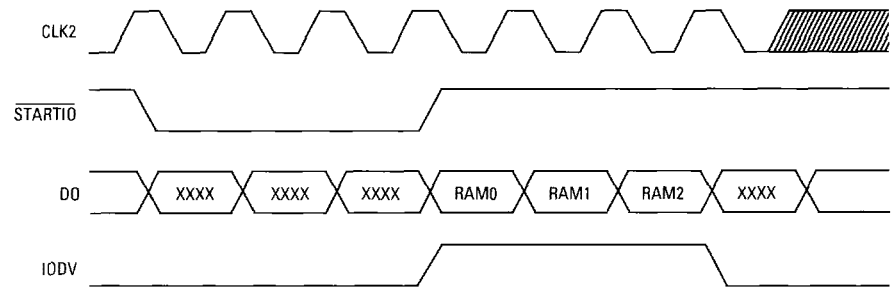 CLK2
STARTIO
DO XXXX XXXX XXXX RAM0 RAM1 RAM2 XXXX
IODV